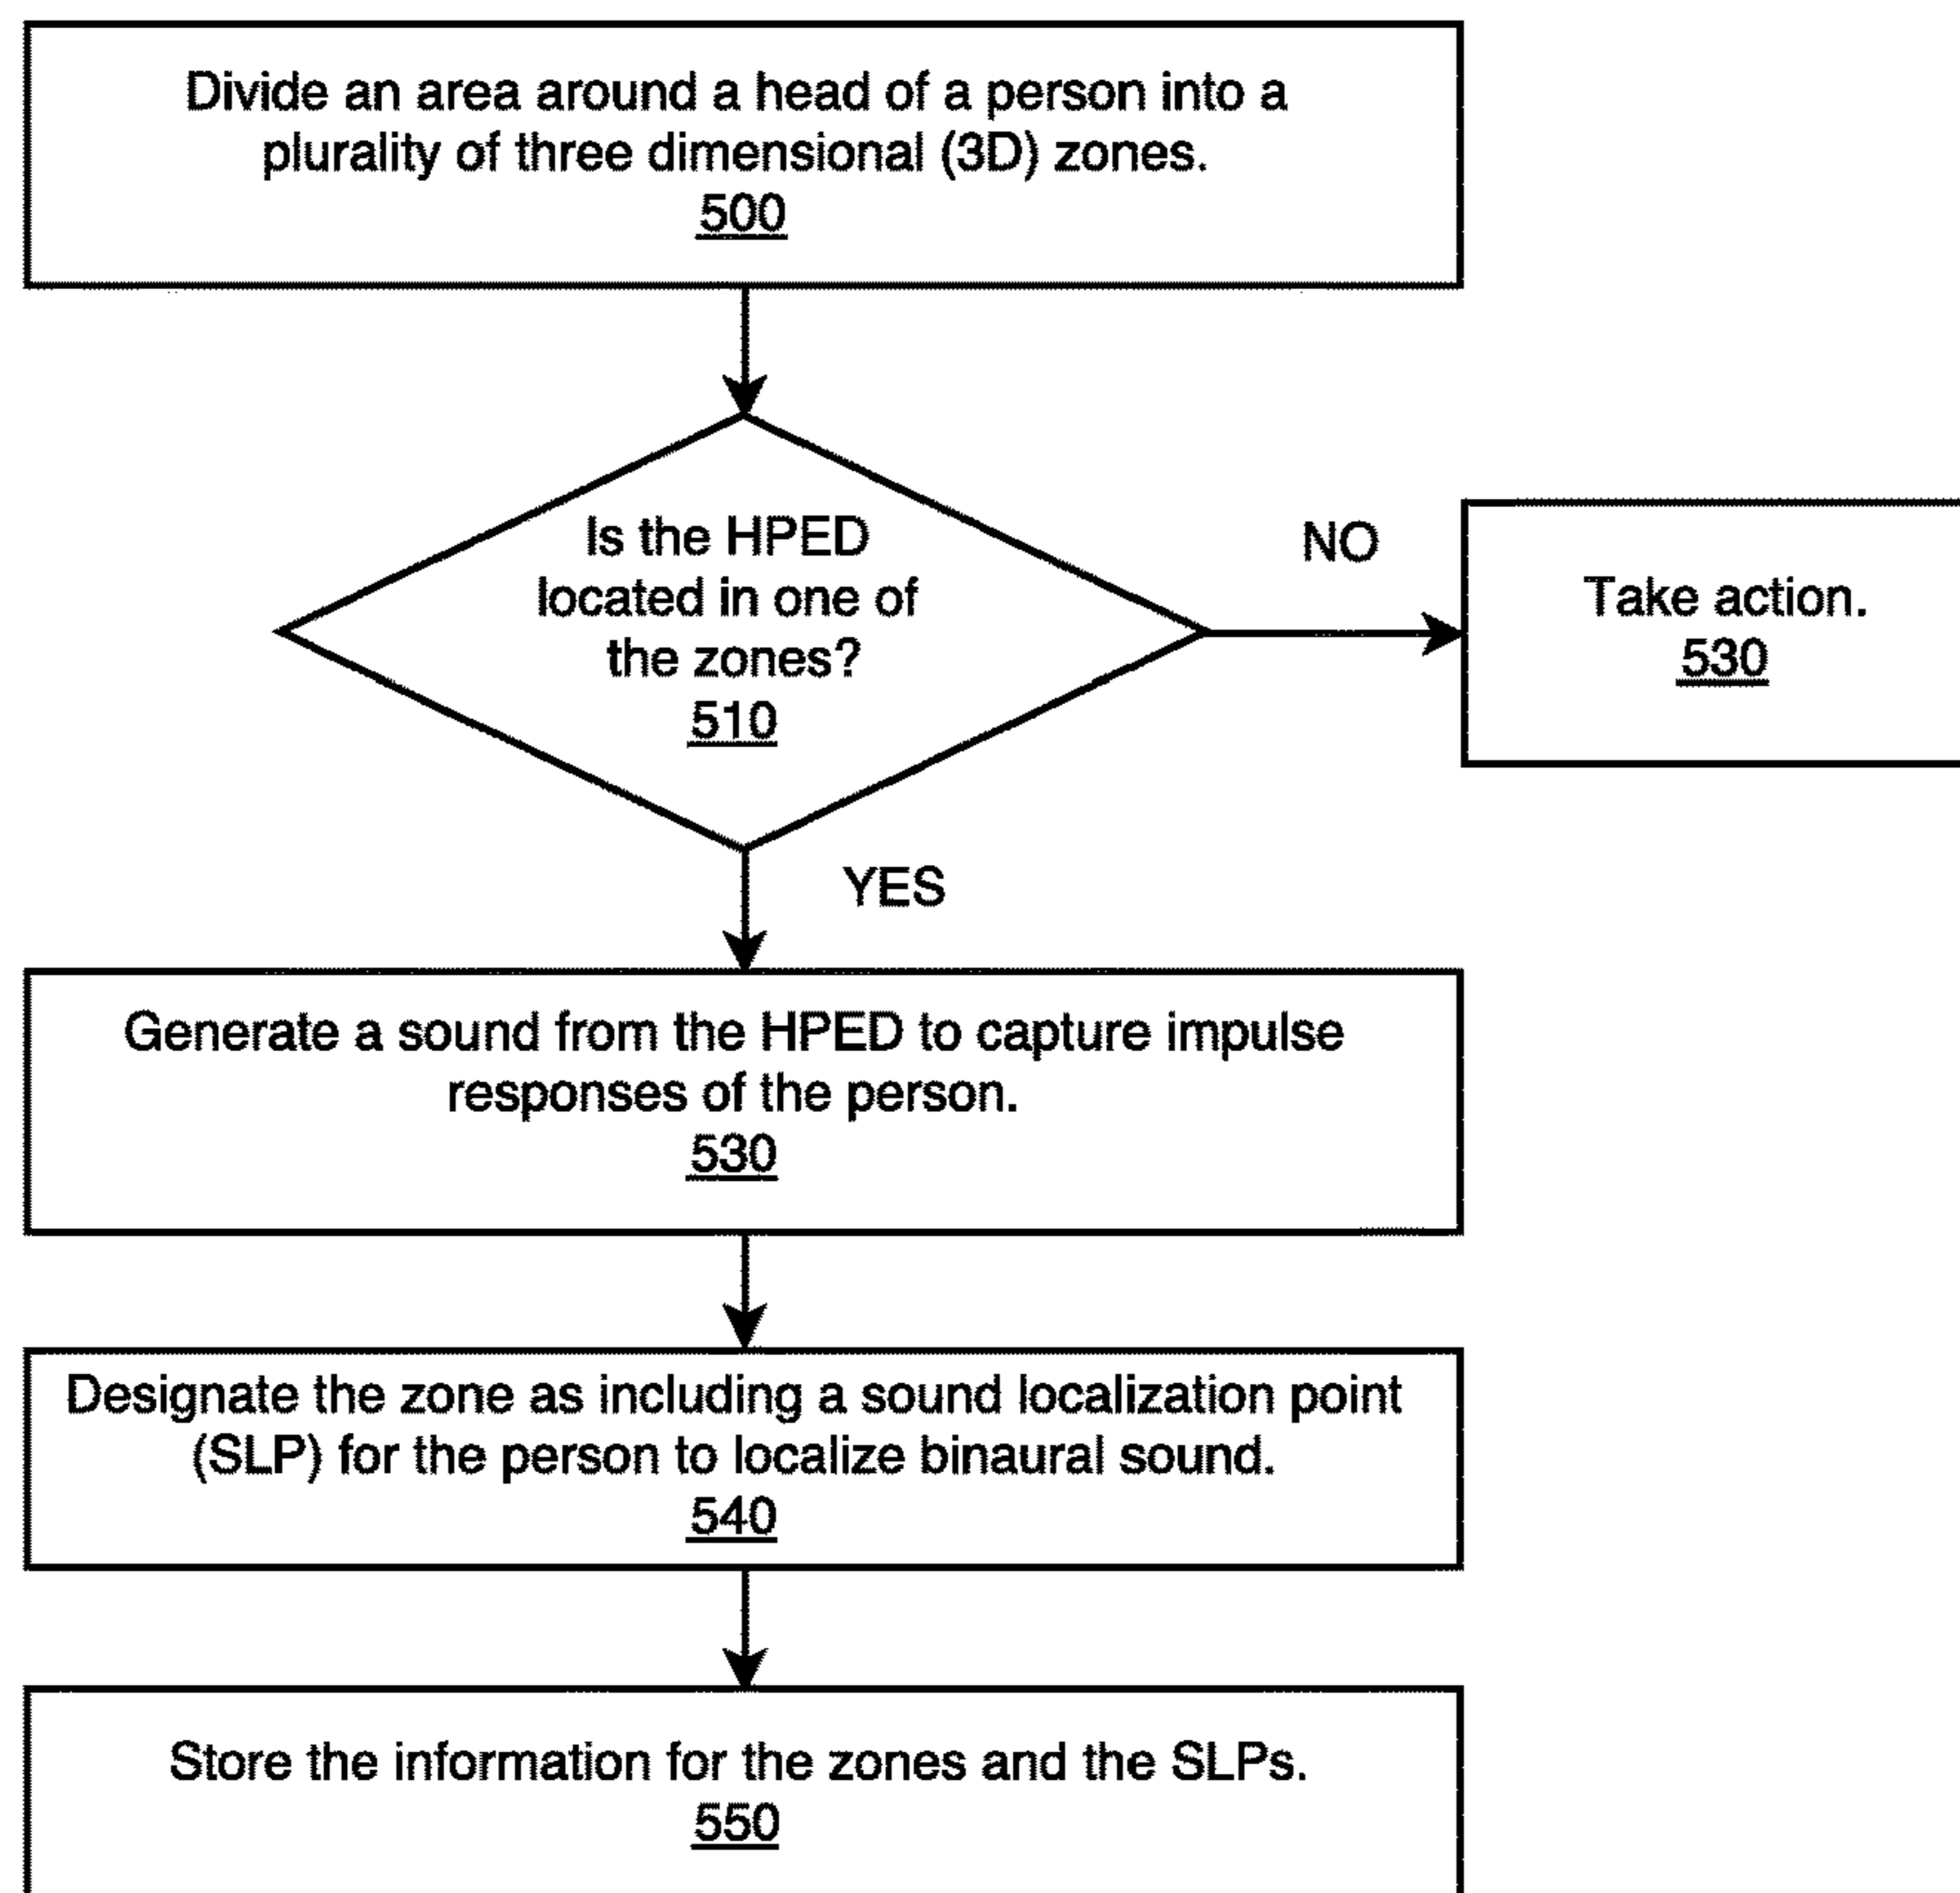 Divide an area around a head of a person into a
plurality of three dimensional (3D) zones.
500
Is the HPED
located in one of
the zones?
510
NO
Take action.
530
YES
Generate a sound from the HPED to capture impulse
responses of the person.
530
Designate the zone as including a sound localization point
(SLP) for the person to localize binaural sound.
540
Store the information for the zones and the SLPs.
550